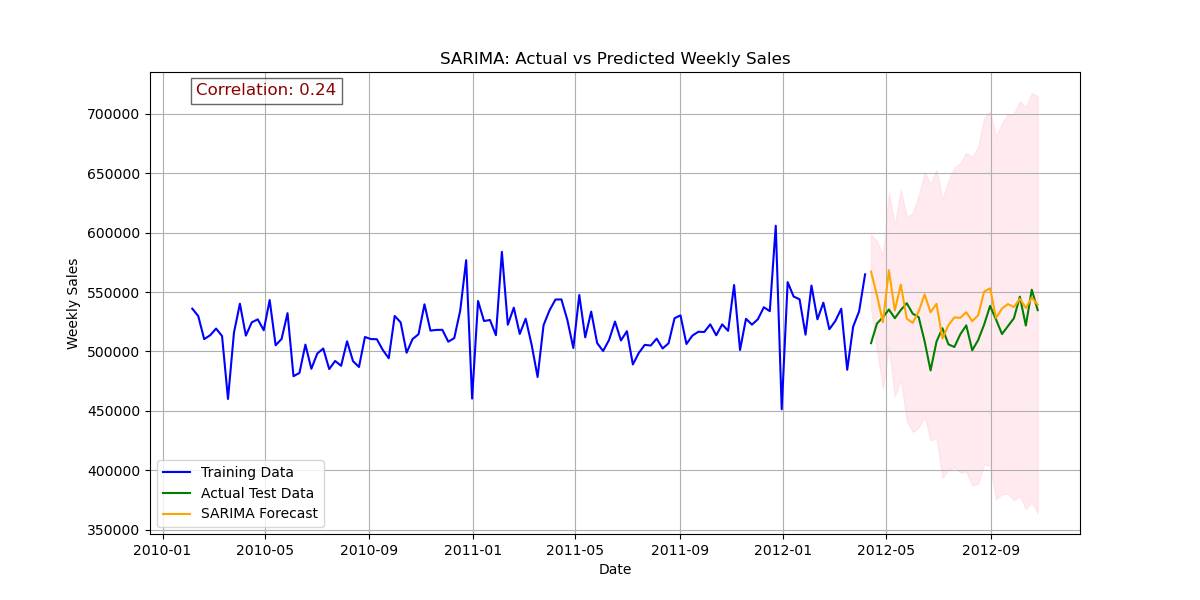 SARIMA: Actual vs Predicted Weekly Sales
Correlation: 0.24
700000
650000
600000
550000
500000
450000
400000
350000
Weekly Sales
Training Data
Actual Test Data
SARIMA Forecast
2010-01 2010-05 2010-09 2011-01 2011-05 2011-09 2012-01 2012-05 2012-09
Date